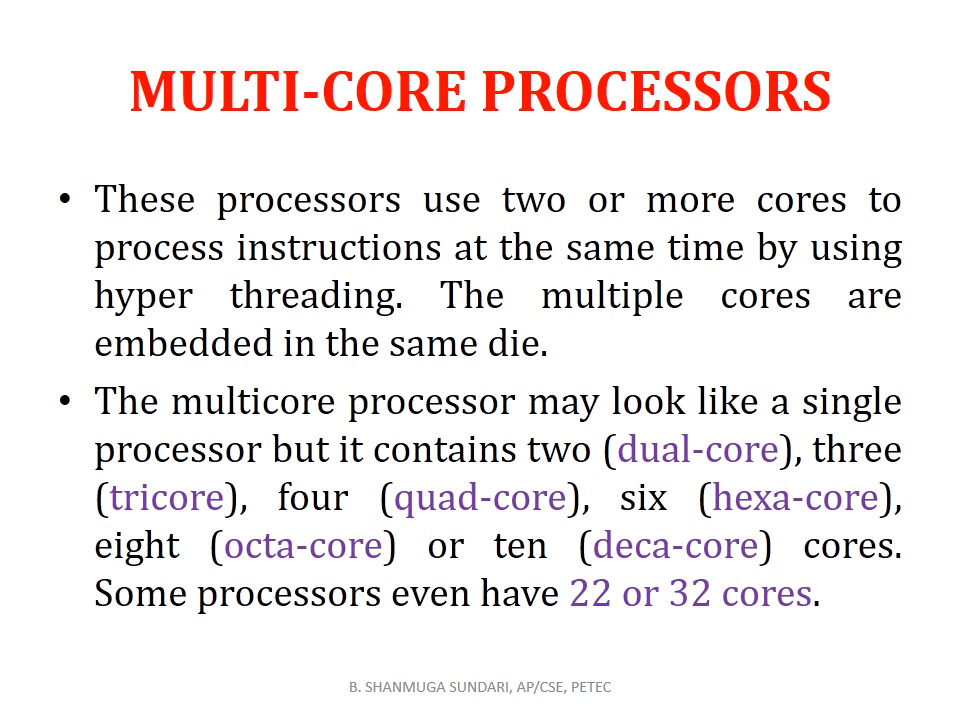 MULTI-CORE PROCESSORS
• These processors use two or more cores to
process instructions at the same time by using
hyper threading. The multiple cores are
embedded in the same die.
• The multicore processor may look like a single
processor but it contains two (dual-core), three
(tricore), four (quad-core), six (hexa-core),
eight (octa-core) or ten (deca-core) cores.
Some processors even have 22 or 32 cores.
B. SHANMUGA SUNDARI, AP/CSE, PETEC